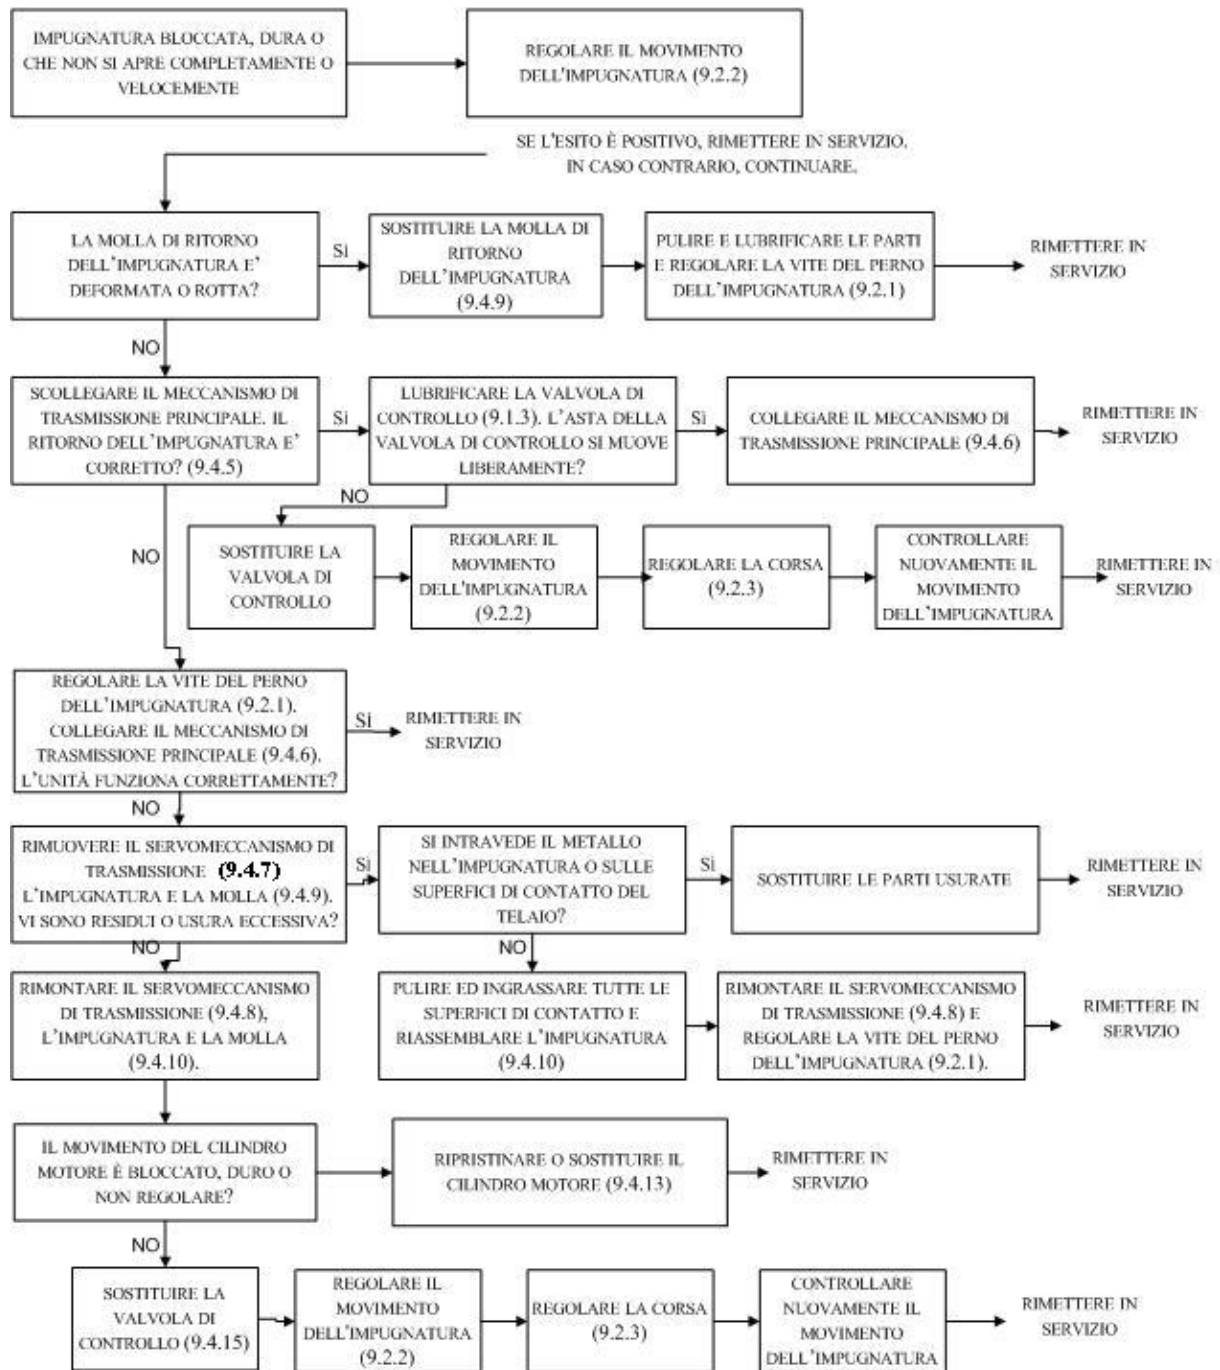 IMPUGNATURA BLOCCATA, DURA O
CHE NON SI APRE COMPLETAMENTE O
VELOCEMENTE
REGOLARE IL MOVIMENTO
DELL'IMPUGNATURA (9.2.2)
SE L'ESITO È POSITIVO, RIMETTERE IN SERVIZIO.
IN CASO CONTRARIO, CONTINUARE.
LA MOLLA DI RITORNO
DELL'IMPUGNATURA E'
DEFORMATA O ROTTA?
Sì
SOSTITUIRE LA MOLLA DI
RITORNO
DELL'IMPUGNATURA
(9.4.9)
PULIRE E LUBRIFICARE LE PARTI
E REGOLARE LA VITE DEL PERNO
DELL'IMPUGNATURA (9.2.1)
RIMETTERE IN
SERVIZIO
NO
SCOLLEGARE IL MECCANISMO DI
TRASMISSIONE PRINCIPALE. IL
RITORNO DELL'IMPUGNATURA E'
CORRETTO? (9.4.5)
Sì
LUBRIFICARE LA VALVOLA DI
CONTROLLO (9.1.3). L'ASTA DELLA
VALVOLA DI CONTROLLO SI MUOVE
LIBERAMENTE?
Sì
COLLEGARE IL MECCANISMO DI
TRASMISSIONE PRINCIPALE (9.4.6)
RIMETTERE IN
SERVIZIO
NO
NO
SOSTITUIRE LA
VALVOLA DI
CONTROLLO
REGOLARE IL
MOVIMENTO
DELL'IMPUGNATURA
(9.2.2)
REGOLARE LA CORSA
(9.2.3)
CONTROLLARE
NUOVAMENTE IL
MOVIMENTO
DELL'IMPUGNATURA
RIMETTERE IN
SERVIZIO
REGOLARE LA VITE DEL PERNO
DELL'IMPUGNATURA (9.2.1).
COLLEGARE IL MECCANISMO DI
TRASMISSIONE PRINCIPALE (9.4.6).
L'UNITÀ FUNZIONA CORRETTAMENTE?
Sì
RIMETTERE IN
SERVIZIO
NO
RIMUOVERE IL SERVOMECCANISMO DI
TRASMISSIONE (9.4.7)
L'IMPUGNATURA E LA MOLLA (9.4.9).
VI SONO RESIDUI O USURA ECCESSIVA?
Sì
SI INTRAVEDE IL METALLO
NELL'IMPUGNATURA O SULLE
SUPERFICI DI CONTATTO DEL
TELAIO?
Sì
SOSTITUIRE LE PARTI USURATE
RIMETTERE IN
SERVIZIO
NO
NO
RIMONTARE IL SERVOMECCANISMO
DI TRASMISSIONE (9.4.8),
L'IMPUGNATURA E LA MOLLA
(9.4.10).
PULIRE ED INGRASSARE TUTTE LE
SUPERFICI DI CONTATTO E
RIASSEMBLARE L'IMPUGNATURA
(9.4.10)
RIMONTARE IL SERVOMECCANISMO
DI TRASMISSIONE (9.4.8) E
REGOLARE LA VITE DEL PERNO
DELL'IMPUGNATURA (9.2.1).
RIMETTERE IN
SERVIZIO
IL MOVIMENTO DEL CILINDRO
MOTORE È BLOCCATO, DURO O
NON REGOLARE?
RIPRISTINARE O SOSTITUIRE IL
CILINDRO MOTORE (9.4.13)
RIMETTERE IN
SERVIZIO
NO
SOSTITUIRE LA
VALVOLA DI
CONTROLLO (9.4.15)
REGOLARE IL
MOVIMENTO
DELL'IMPUGNATURA
(9.2.2)
REGOLARE LA CORSA
(9.2.3)
CONTROLLARE
NUOVAMENTE IL
MOVIMENTO
DELL'IMPUGNATURA
RIMETTERE IN
SERVIZIO